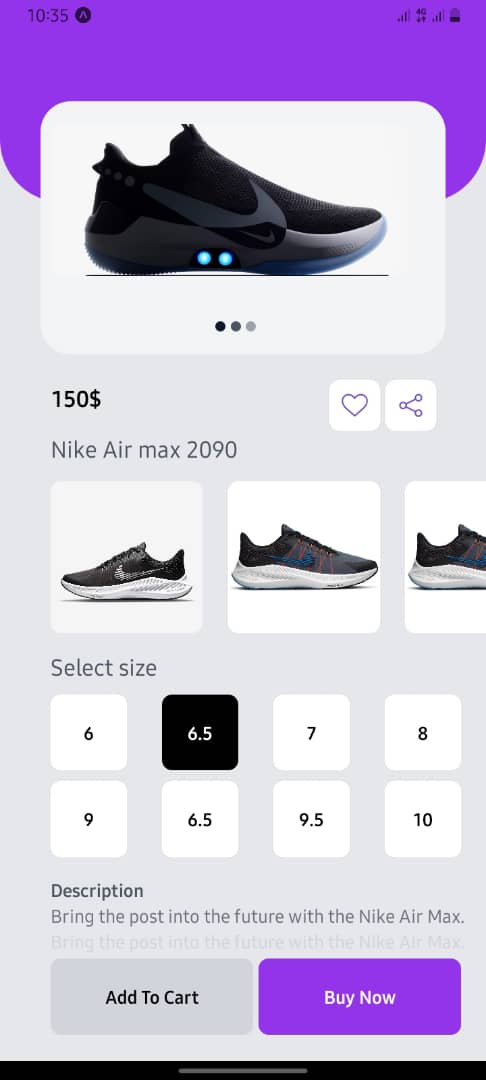 10:35
4G
150$
Nike Air max 2090
Select size
6 6.5 7 8
9 6.5 9.5 10
Description
Bring the post into the future with the Nike Air Max.
Bring the post into the future with the Nike Air Max.
Add To Cart Buy Now